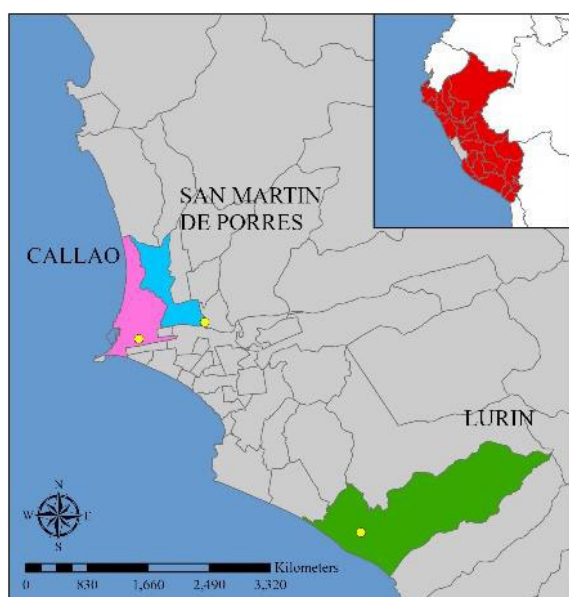 SAN MARTIN
DE PORRES
CALLAO
LURIN
N
W E
S
Kilometers
0 830 1,660 2,490 3,320